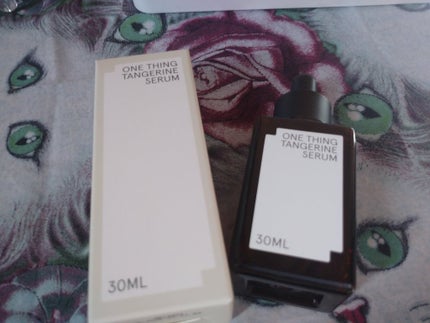 ONE THING
TANGERINE
SERUM
30ML
ONE THING
TANGERINE
SERUM
30ML